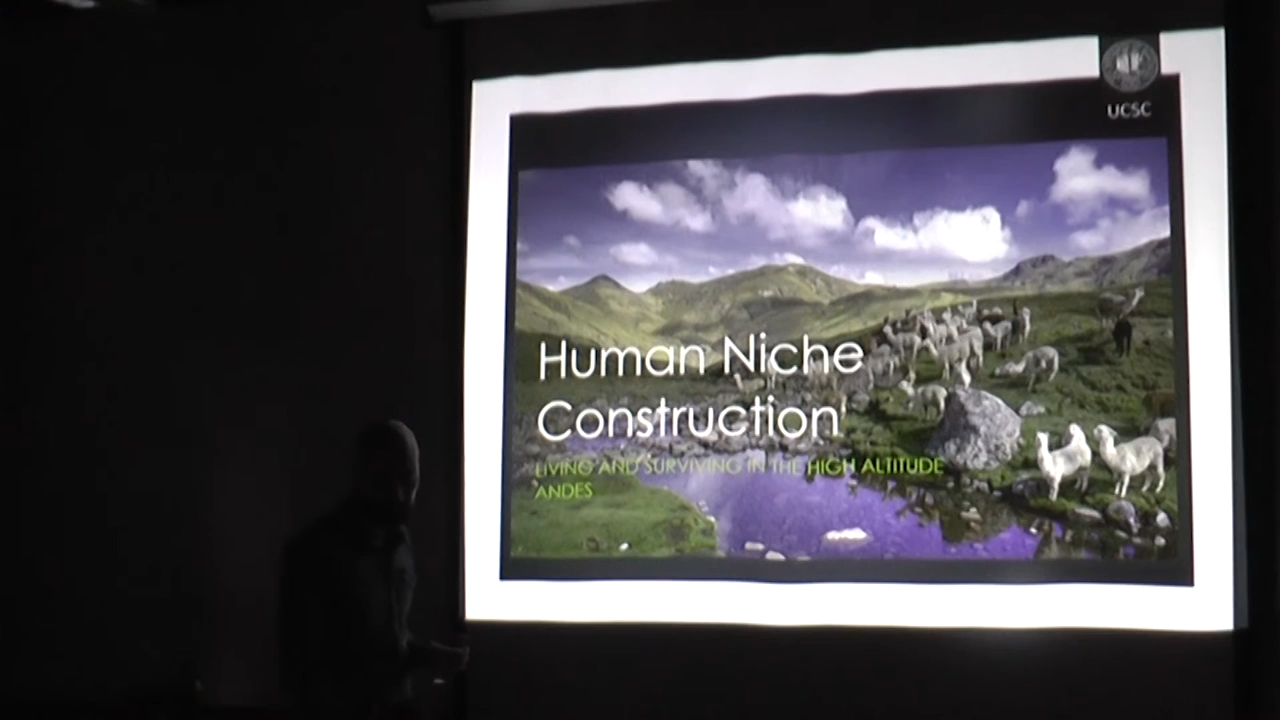 UCSC
Human Niche
Construction
LIVING AND SURVIVING IN THE HIGH ALTITUDE
ANDES